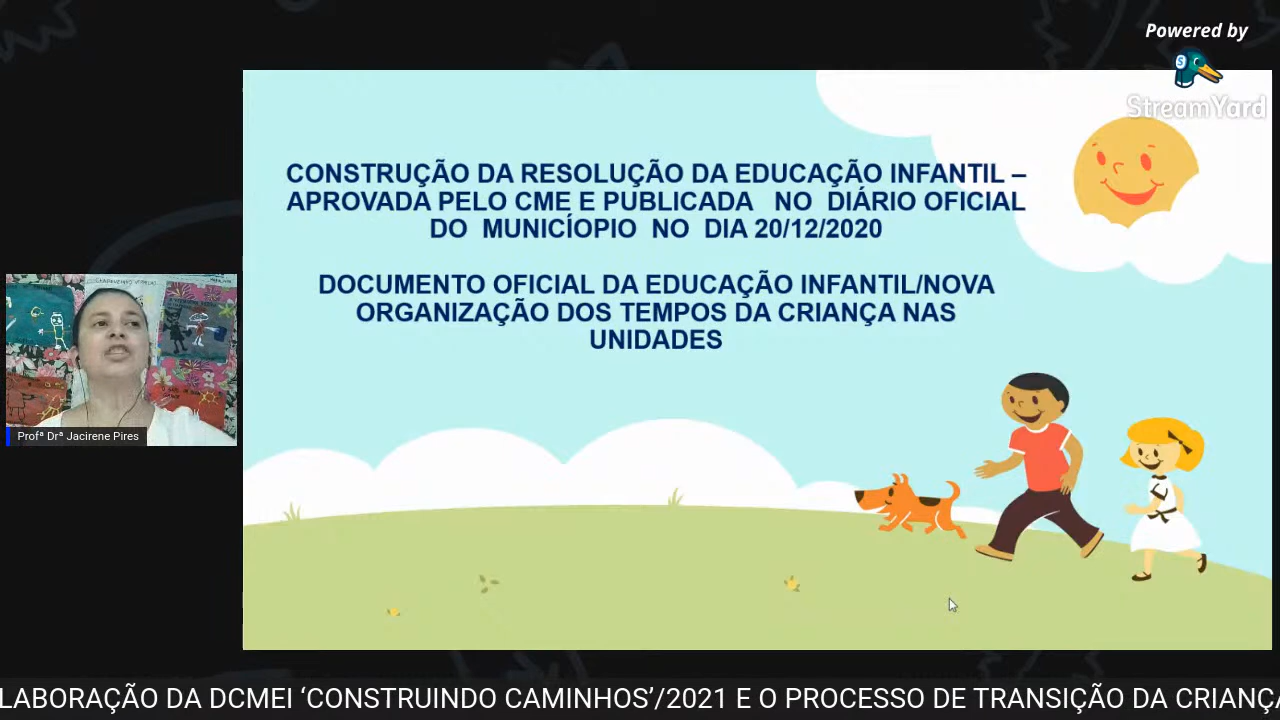 Powered by
StreamYard
CONSTRUÇÃO DA RESOLUÇÃO DA EDUCAÇÃO INFANTIL –
APROVADA PELO CME E PUBLICADA NO DIÁRIO OFICIAL
DO MUNICÍOPIO NO DIA 20/12/2020
DOCUMENTO OFICIAL DA EDUCAÇÃO INFANTIL/NOVA
ORGANIZAÇÃO DOS TEMPOS DA CRIANÇA NAS
UNIDADES
Profª Drª Jacirene Pires
LABORAÇÃO DA DCMEI ‘CONSTRUINDO CAMINHOS’/2021 E O PROCESSO DE TRANSIÇÃO DA CRIANÇA